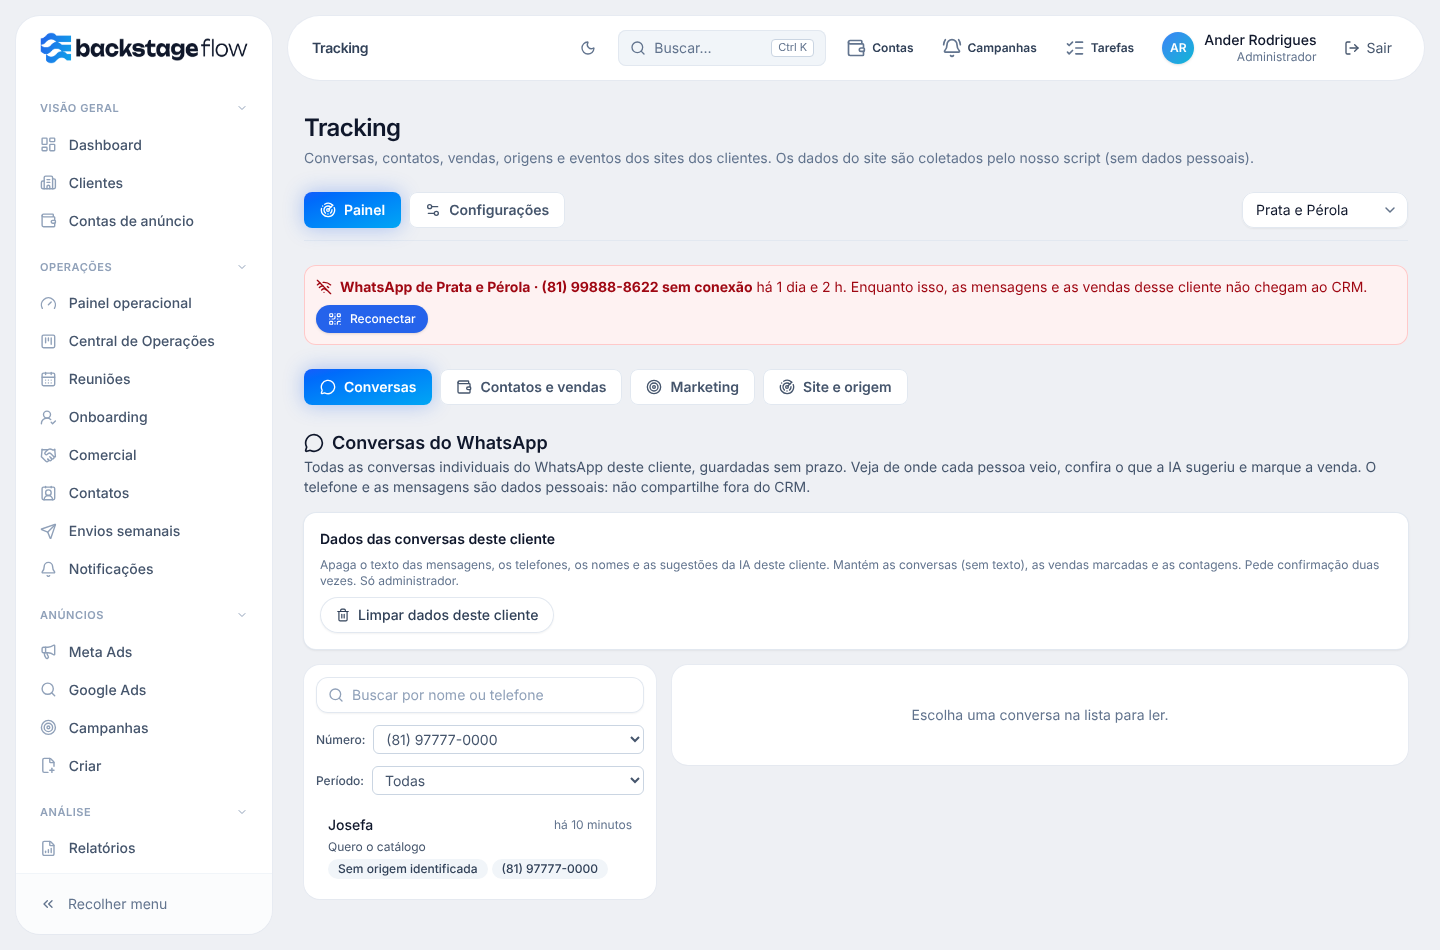 backstageflow
VISÃO GERAL
Dashboard
Clientes
Contas de anúncio
OPERAÇÕES
Painel operacional
Central de Operações
Reuniões
Onboarding
Comercial
Contatos
Envios semanais
Notificações
ANÚNCIOS
Meta Ads
Google Ads
Campanhas
Criar
ANÁLISE
Relatórios
Recolher menu
Tracking
Buscar...
Ctrl K
Contas
Campanhas
Tarefas
AR
Ander Rodrigues
Administrador
Sair
Tracking
Conversas, contatos, vendas, origens e eventos dos sites dos clientes. Os dados do site são coletados pelo nosso script (sem dados pessoais).
Painel
Configurações
Prata e Pérola
WhatsApp de Prata e Pérola · (81) 99888-8622 sem conexão há 1 dia e 2 h. Enquanto isso, as mensagens e as vendas desse cliente não chegam ao CRM.
Reconectar
Conversas
Contatos e vendas
Marketing
Site e origem
Conversas do WhatsApp
Todas as conversas individuais do WhatsApp deste cliente, guardadas sem prazo. Veja de onde cada pessoa veio, confira o que a IA sugeriu e marque a venda. O
telefone e as mensagens são dados pessoais: não compartilhe fora do CRM.
Dados das conversas deste cliente
Apaga o texto das mensagens, os telefones, os nomes e as sugestões da IA deste cliente. Mantém as conversas (sem texto), as vendas marcadas e as contagens. Pede confirmação duas
vezes. Só administrador.
Limpar dados deste cliente
Buscar por nome ou telefone
Número: (81) 97777-0000
Período: Todas
Josefa há 10 minutos
Quero o catálogo
Sem origem identificada (81) 97777-0000
Escolha uma conversa na lista para ler.